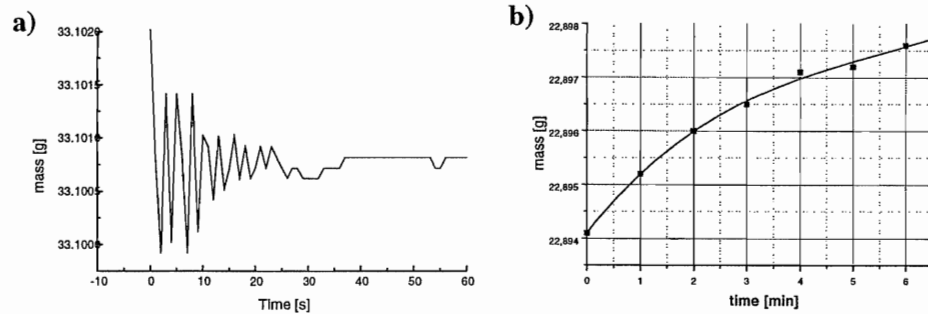 a)
33.1020
33.1015
33.1010
33.1005
33.1000
mass [g]
-10 0 10 20 30 40 50 60
Time [s]
b)
22,898
22,897
22,896
22,895
22,894
mass [g]
0 1 2 3 4 5 6
time [min]